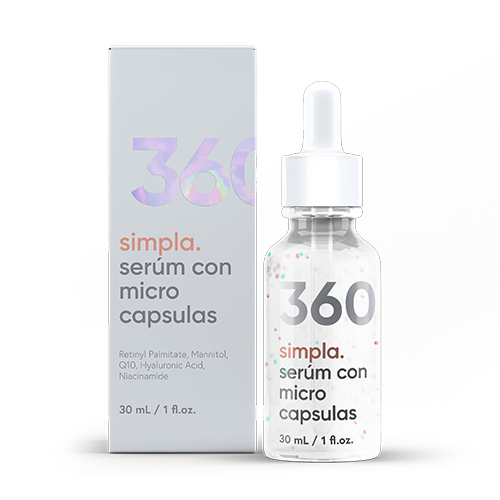 360
simpla.
serúm con
micro
capsulas
Retinyl Palmitate, Mannitol,
Q10, Hyaluronic Acid,
Niacinamide
30 mL / 1 fl.oz.
360
simpla.
serúm con
micro
capsulas
30 mL / 1 fl.oz.